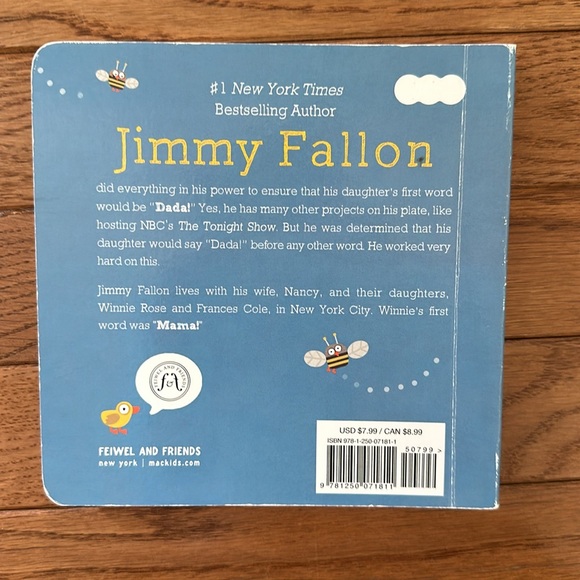 #1 New York Times
Bestselling Author
Jimmy Fallon
did everything in his power to ensure that his daughter's first word
would be "Dada!" Yes, he has many other projects on his plate, like
hosting NBC's The Tonight Show. But he was determined that his
daughter would say "Dada!" before any other word. He worked very
hard on this.
Jimmy Fallon lives with his wife, Nancy, and their daughters,
Winnie Rose and Frances Cole, in New York City. Winnie's first
word was "Mama!"
FEIWEL AND FRIENDS
f&f
FEIWEL AND FRIENDS
new york | mackids.com
USD $7.99 / CAN $8.99
ISBN 978-1-250-07181-1
50799>
9 781250 071811